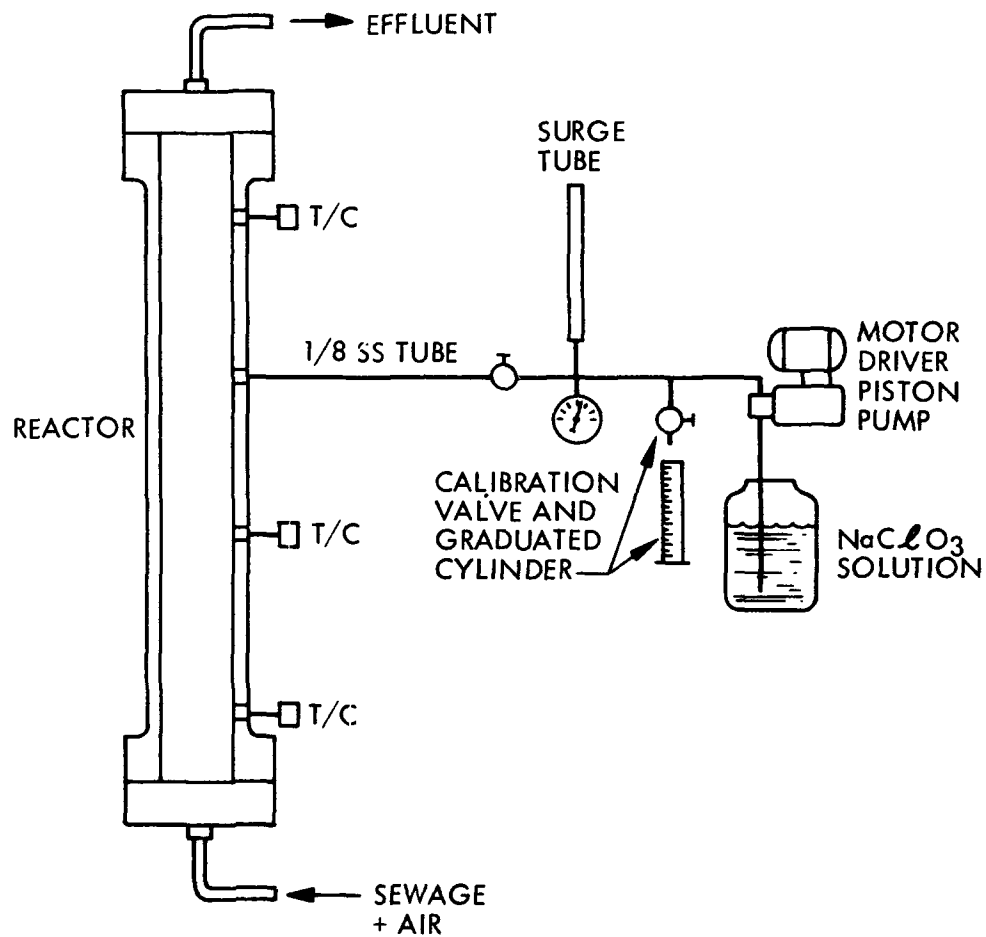 EFFLUENT
SURGE
TUBE
T/C
1/8 SS TUBE
MOTOR
DRIVER
PISTON
PUMP
REACTOR
CALIBRATION
VALVE AND
GRADUATED
CYLINDER
T/C
NaClO3
SOLUTION
T/C
SEWAGE
+ AIR